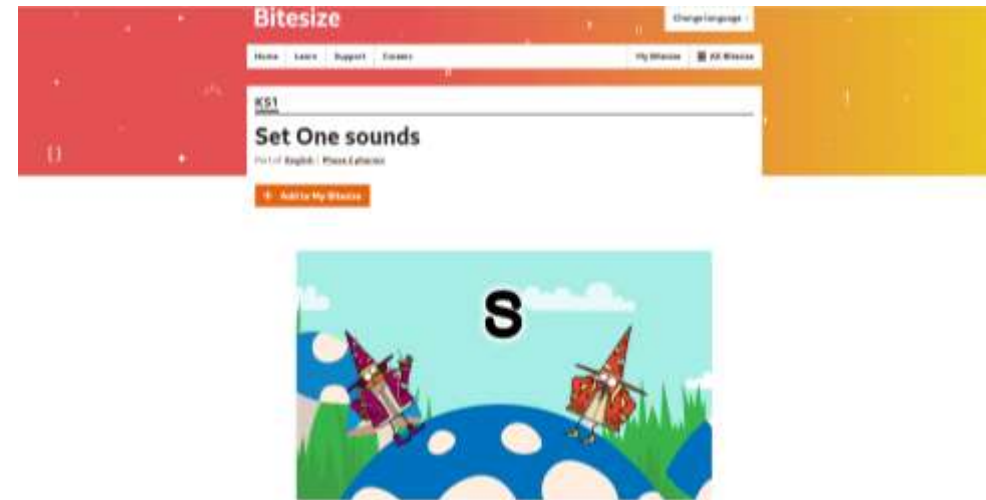 Bitesize
Change language
Home Learn Support Careers
My Bitesize All Bitesize
KS1
Set One sounds
Part of English Phase 2 phonics
+ Add to My Bitesize
s